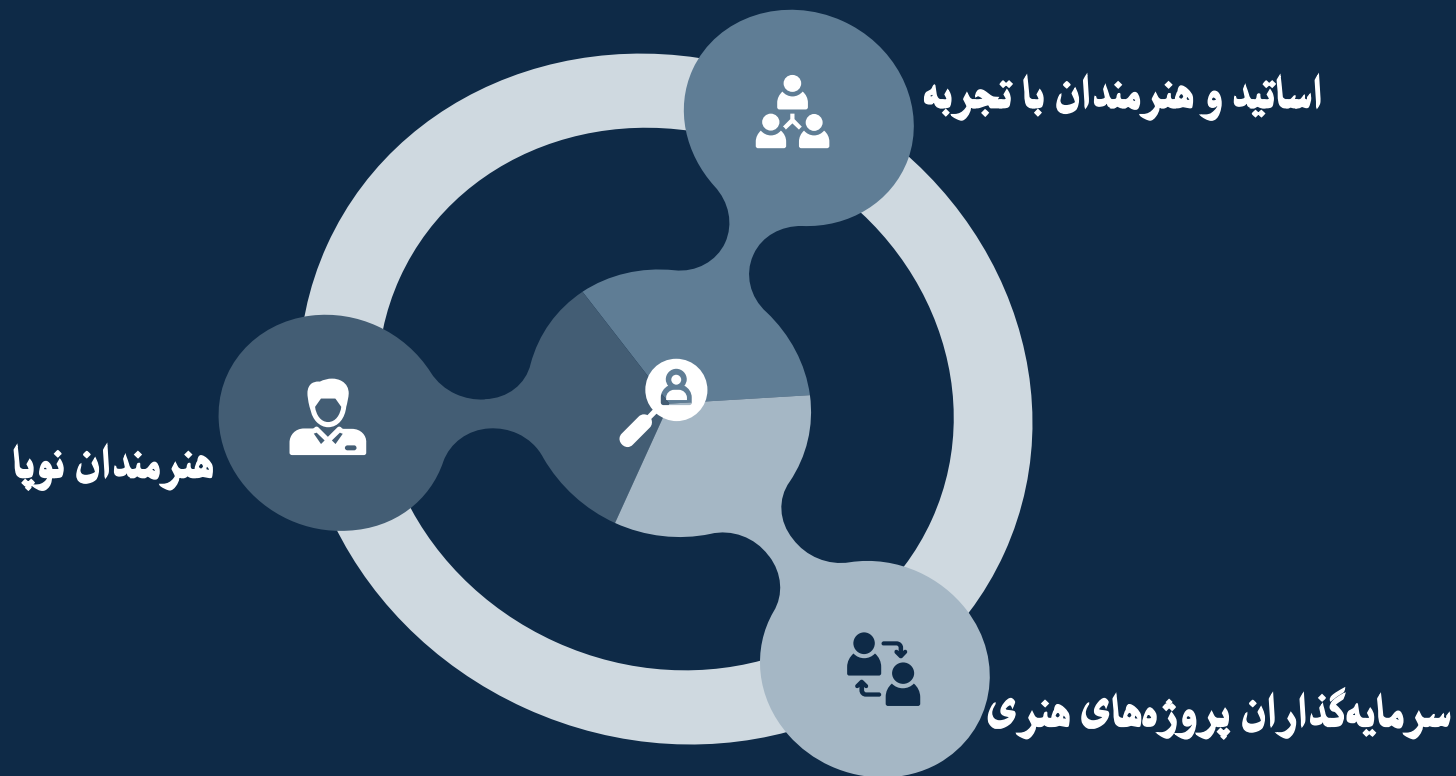 اساتید و هنرمندان با تجربه
هنرمندان نوپا
سرمایه‌گذاران پروژه‌های هنری